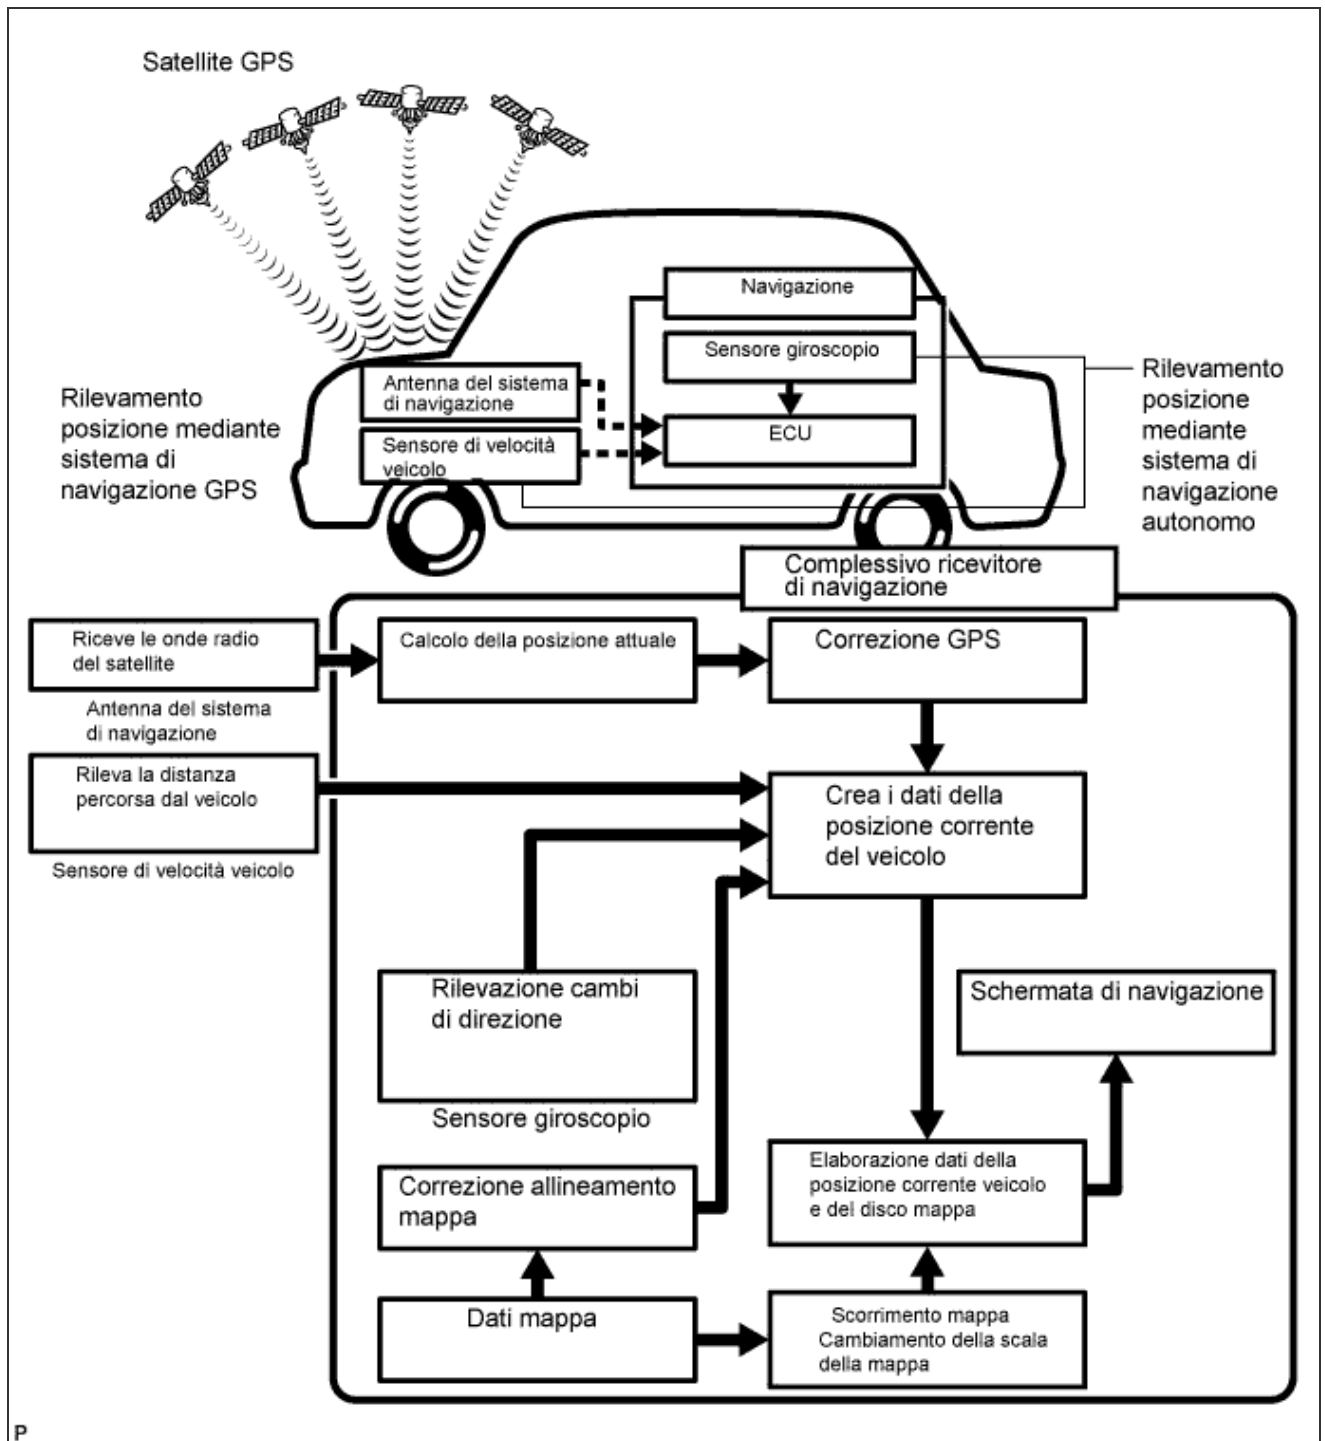 Satellite GPS
Navigazione
Sensore giroscopio
ECU
Antenna del sistema
di navigazione
Sensore di velocità
veicolo
Rilevamento
posizione mediante
sistema di
navigazione GPS
Rilevamento
posizione
mediante
sistema di
navigazione
autonomo
Complessivo ricevitore
di navigazione
Riceve le onde radio
del satellite
Antenna del sistema
di navigazione
Calcolo della posizione attuale
Correzione GPS
Rileva la distanza
percorsa dal veicolo
Sensore di velocità veicolo
Crea i dati della
posizione corrente
del veicolo
Rilevazione cambi
di direzione
Sensore giroscopio
Schermata di navigazione
Correzione allineamento
mappa
Elaborazione dati della
posizione corrente veicolo
e del disco mappa
Dati mappa
Scorrimento mappa
Cambiamento della scala
della mappa
P